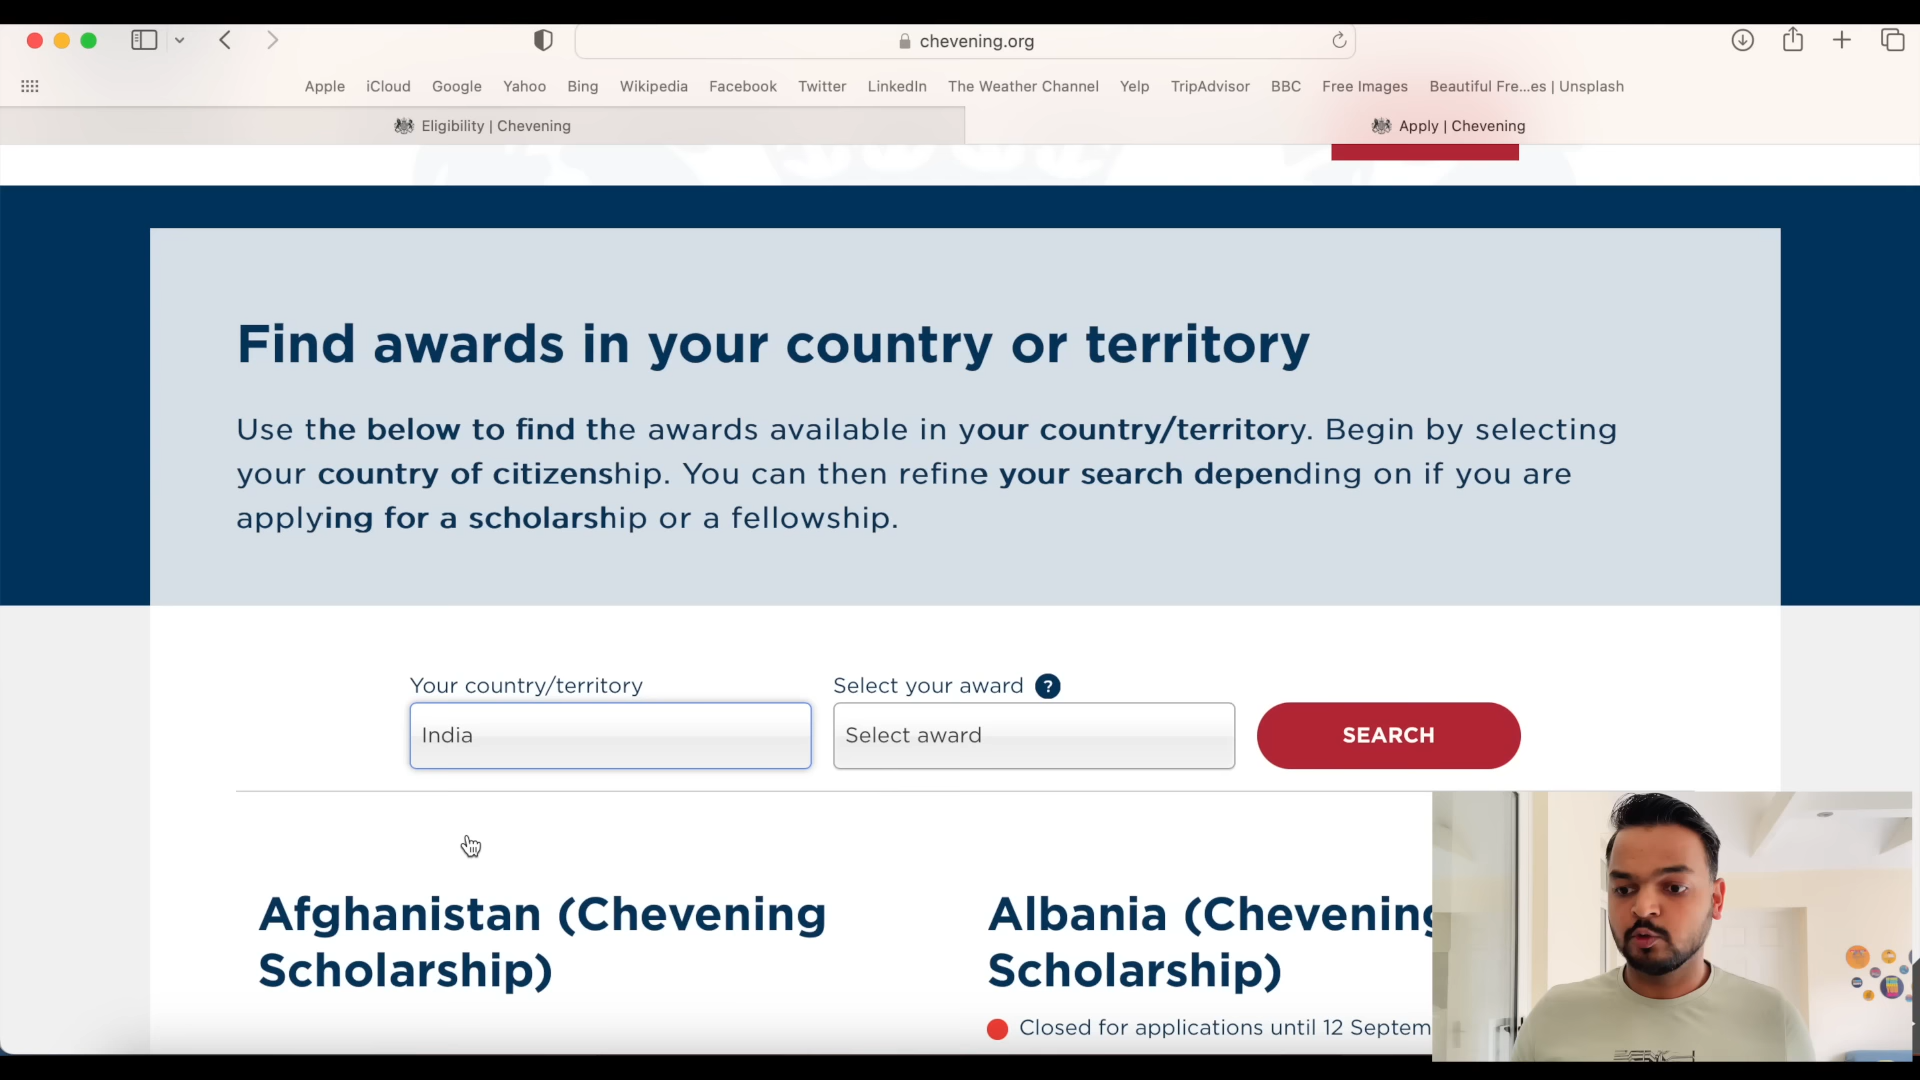 chevening.org
Apple iCloud Google Yahoo Bing Wikipedia Facebook Twitter LinkedIn The Weather Channel Yelp TripAdvisor BBC Free Images Beautiful Fre...es | Unsplash
Eligibility | Chevening
Apply | Chevening
Find awards in your country or territory
Use the below to find the awards available in your country/territory. Begin by selecting
your country of citizenship. You can then refine your search depending on if you are
applying for a scholarship or a fellowship.
Your country/territory
Select your award ?
India
Select award
SEARCH
Afghanistan (Chevening
Scholarship)
Albania (Chevening
Scholarship)
Closed for applications until 12 Septem